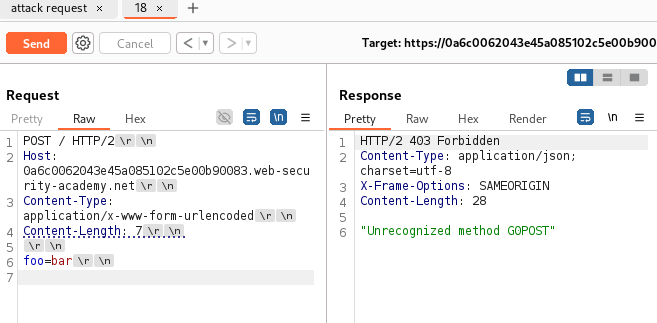 attack request × 18 × +
Send Cancel < > Target: https://0a6c0062043e45a085102c5e00b900
Request
Pretty Raw Hex \n
1 POST / HTTP/2 \r \n
2 Host:
0a6c0062043e45a085102c5e00b90083.web-secu
rity-academy.net \r \n
3 Content-Type:
application/x-www-form-urlencoded \r \n
4 Content-Length: 7 \r \n
5 \r \n
6 foo=bar \r \n
7
Response
Pretty Raw Hex Render \n
1 HTTP/2 403 Forbidden
2 Content-Type: application/json;
charset=utf-8
3 X-Frame-Options: SAMEORIGIN
4 Content-Length: 28
5
6 "Unrecognized method G0POST"